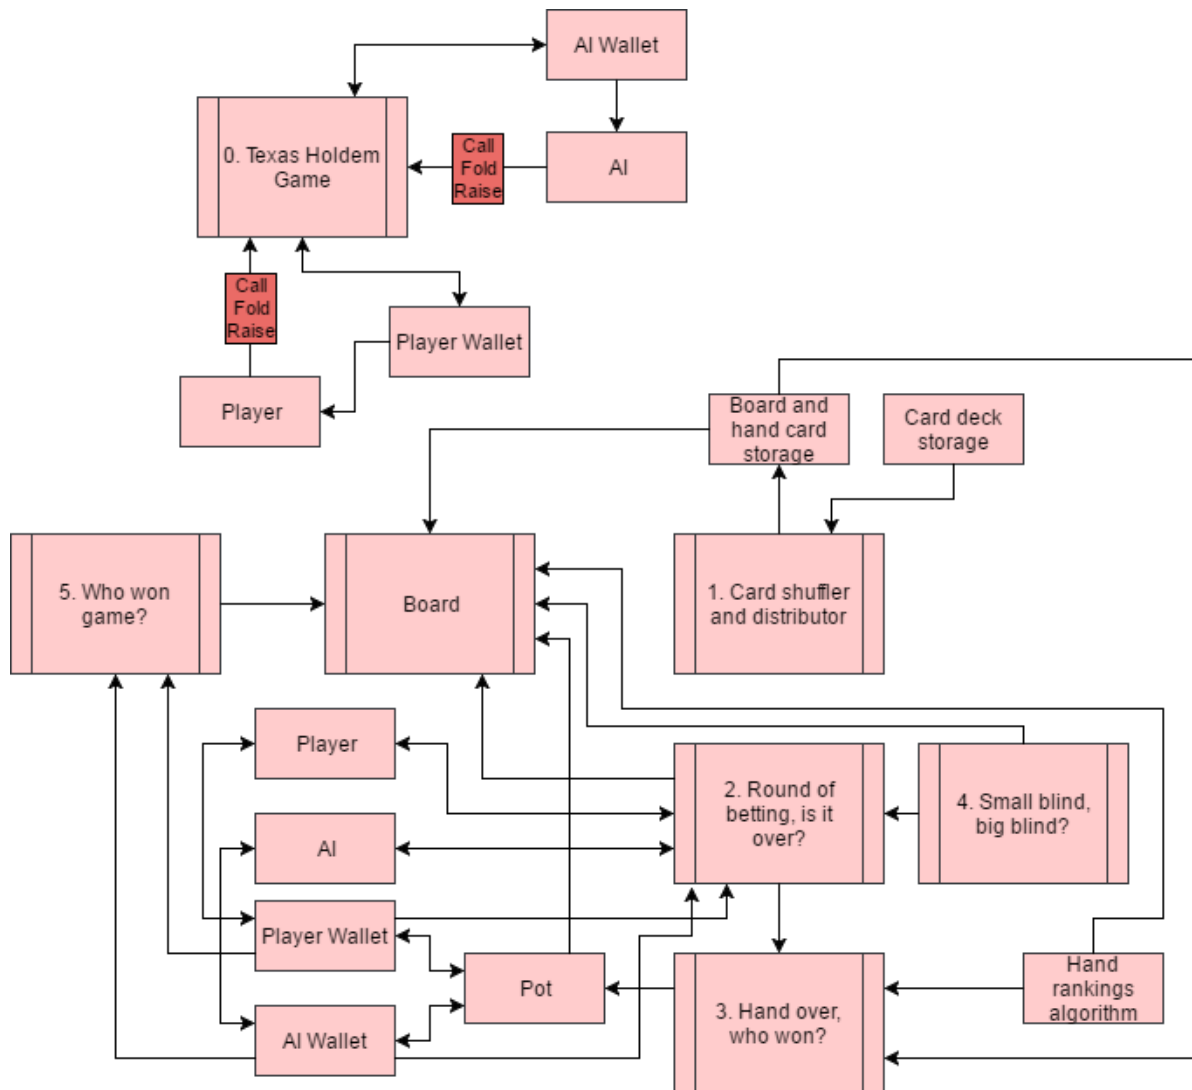 AI Wallet
0. Texas Holdem
Game
Call
Fold
Raise
AI
Call
Fold
Raise
Player Wallet
Player
Board and
hand card
storage
Card deck
storage
5. Who won
game?
Board
1. Card shuffler
and distributor
Player
2. Round of
betting, is it
over?
4. Small blind,
big blind?
AI
Player Wallet
Pot
3. Hand over,
who won?
Hand
rankings
algorithm
AI Wallet